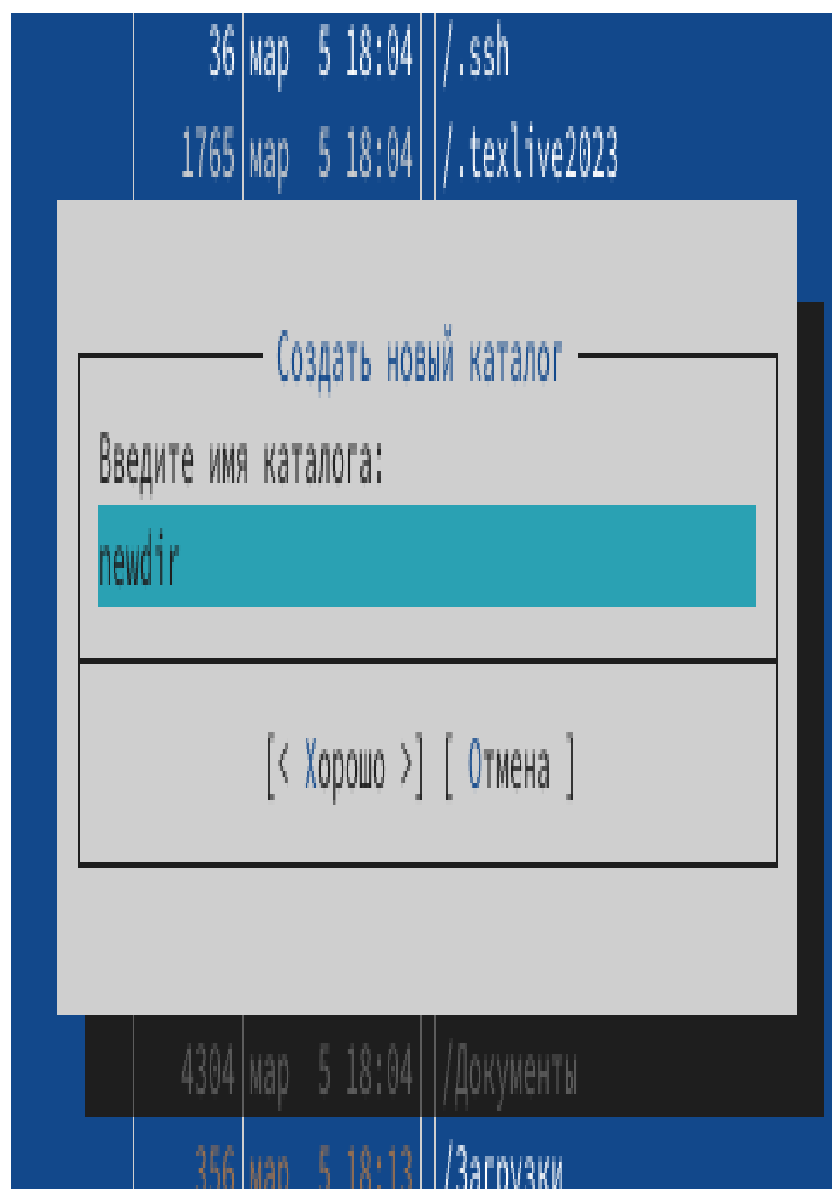 36 мар 5 18:04 /.ssh
1765 мар 5 18:04 /.texlive2023
Создать новый каталог
Введите имя каталога:
newdir
[< Хорошо >] [ Отмена ]
4304 мар 5 18:04 /Документы
356 мар 5 18:13 /Загрузки